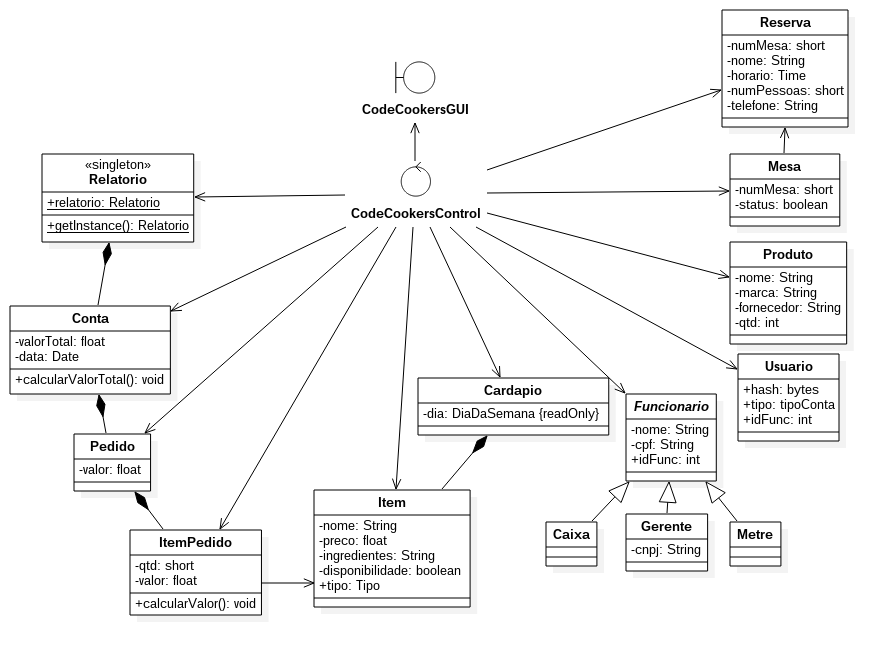 Reserva
-numMesa: short
-nome: String
-horario: Time
-numPessoas: short
-telefone: String
CodeCookersGUI
«singleton»
Relatorio
+relatorio: Relatorio
+getInstance(): Relatorio
CodeCookersControl
Mesa
-numMesa: short
-status: boolean
Produto
-nome: String
-marca: String
-fornecedor: String
-qtd: int
Conta
-valorTotal: float
-data: Date
+calcularValorTotal(): void
Usuario
+hash: bytes
+tipo: tipoConta
+idFunc: int
Cardapio
-dia: DiaDaSemana {readOnly}
Funcionario
-nome: String
-cpf: String
+idFunc: int
Pedido
-valor: float
Item
-nome: String
-preco: float
-ingredientes: String
-disponibilidade: boolean
+tipo: Tipo
ItemPedido
-qtd: short
-valor: float
+calcularValor(): void
Caixa
Gerente
-cnpj: String
Metre